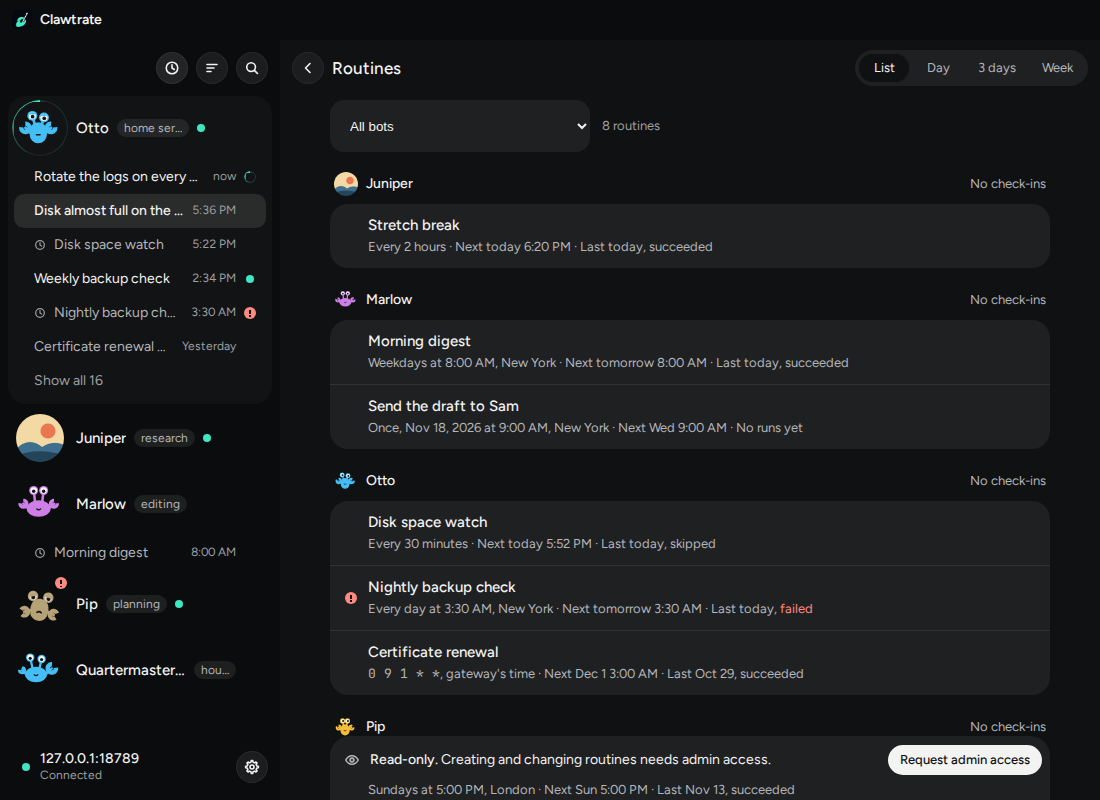 Clawtrate
Routines
List
Day
3 days
Week
Otto
home ser...
Rotate the logs on every ...
now
Disk almost full on the ...
5:36 PM
Disk space watch
5:22 PM
Weekly backup check
2:34 PM
Nightly backup ch...
3:30 AM
Certificate renewal ...
Yesterday
Show all 16
Juniper
research
Marlow
editing
Morning digest
8:00 AM
Pip
planning
Quartermaster...
hou...
127.0.0.1:18789
Connected
All bots
8 routines
Juniper
No check-ins
Stretch break
Every 2 hours · Next today 6:20 PM · Last today, succeeded
Marlow
No check-ins
Morning digest
Weekdays at 8:00 AM, New York · Next tomorrow 8:00 AM · Last today, succeeded
Send the draft to Sam
Once, Nov 18, 2026 at 9:00 AM, New York · Next Wed 9:00 AM · No runs yet
Otto
No check-ins
Disk space watch
Every 30 minutes · Next today 5:52 PM · Last today, skipped
Nightly backup check
Every day at 3:30 AM, New York · Next tomorrow 3:30 AM · Last today, failed
Certificate renewal
0 9 1 * *, gateway's time · Next Dec 1 3:00 AM · Last Oct 29, succeeded
Pip
No check-ins
Read-only. Creating and changing routines needs admin access.
Request admin access
Sundays at 5:00 PM, London · Next Sun 5:00 PM · Last Nov 13, succeeded